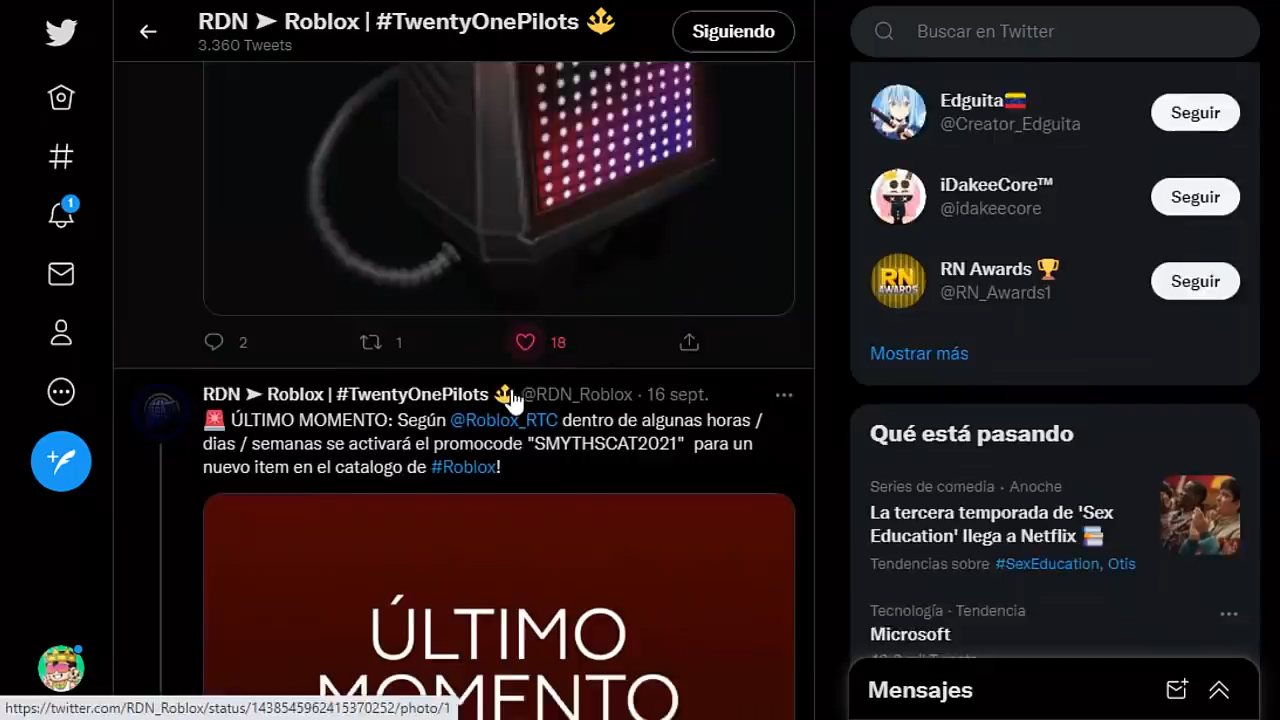 RDN ➤ Roblox | #TwentyOnePilots
3.360 Tweets
Siguiendo
Buscar en Twitter
1
Edguita🇻🇪
@Creator_Edguita
Seguir
iDakeeCore™
@idakeecore
Seguir
RN AWARDS
RN Awards 🏆
@RN_Awards1
Seguir
Mostrar más
2
1
18
RDN ➤ Roblox | #TwentyOnePilots @RDN_Roblox · 16 sept.
🚨 ÚLTIMO MOMENTO: Según @Roblox_RTC dentro de algunas horas /
dias / semanas se activará el promocode "SMYTHSCAT2021" para un
nuevo item en el catalogo de #Roblox!
ÚLTIMO
MOMENTO
Qué está pasando
Series de comedia · Anoche
La tercera temporada de 'Sex
Education' llega a Netflix 📚
Tendencias sobre #SexEducation, Otis
Tecnología · Tendencia
Microsoft
Mensajes
https://twitter.com/RDN_Roblox/status/1438545962415370252/photo/1